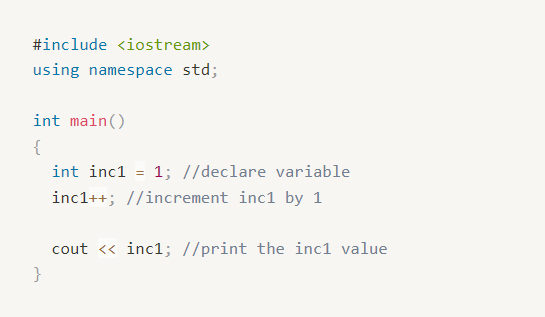 #include <iostream>
using namespace std;
int main()
{
int inc1 = 1; //declare variable
inc1++; //increment inc1 by 1
cout << inc1; //print the inc1 value
}